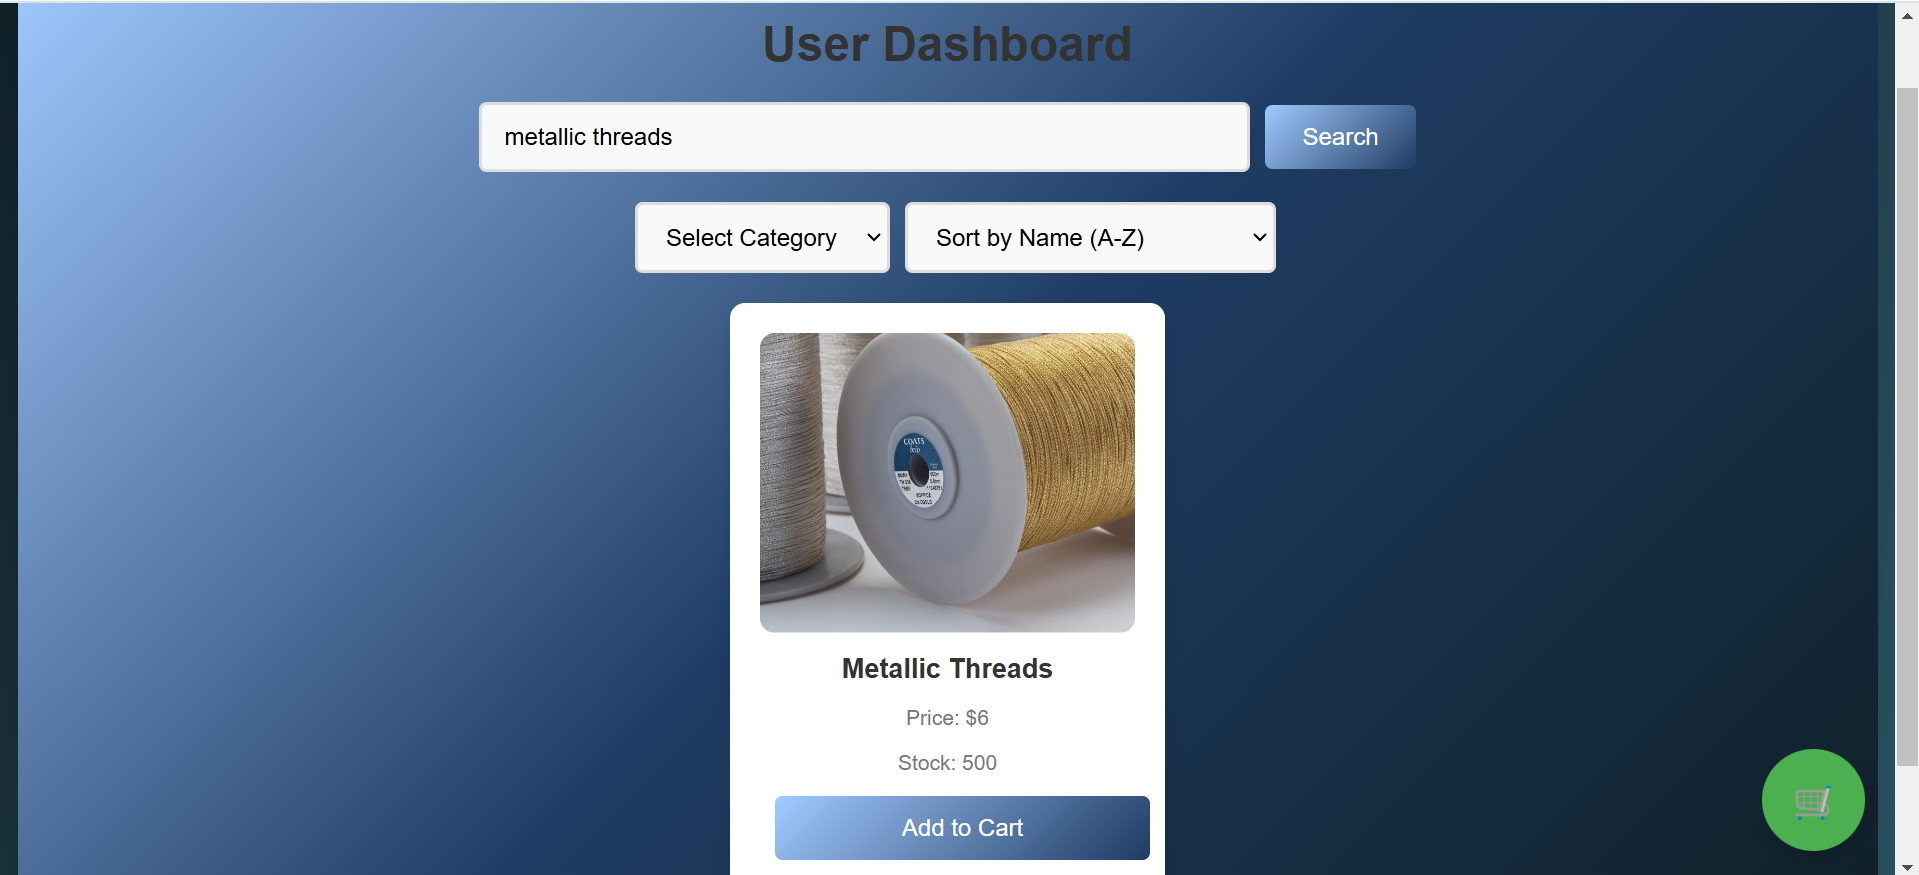 User Dashboard
metallic threads
Search
Select Category
Sort by Name (A-Z)
COATS
Metallic Threads
Price: $6
Stock: 500
Add to Cart